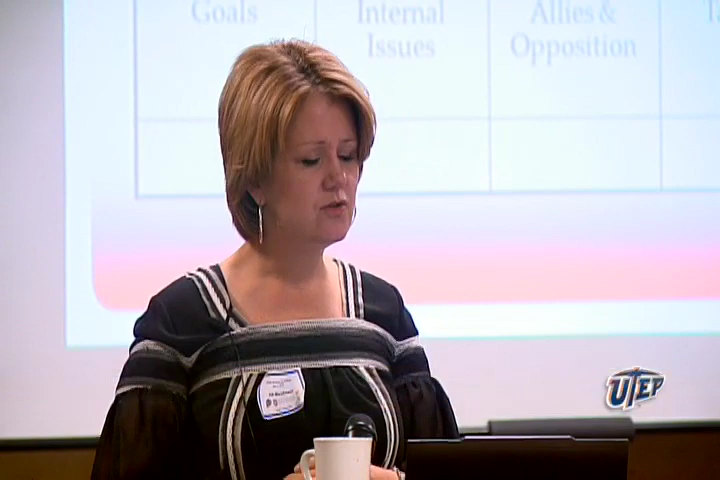 Goals
Internal
Issues
Allies &
Opposition
UTEP